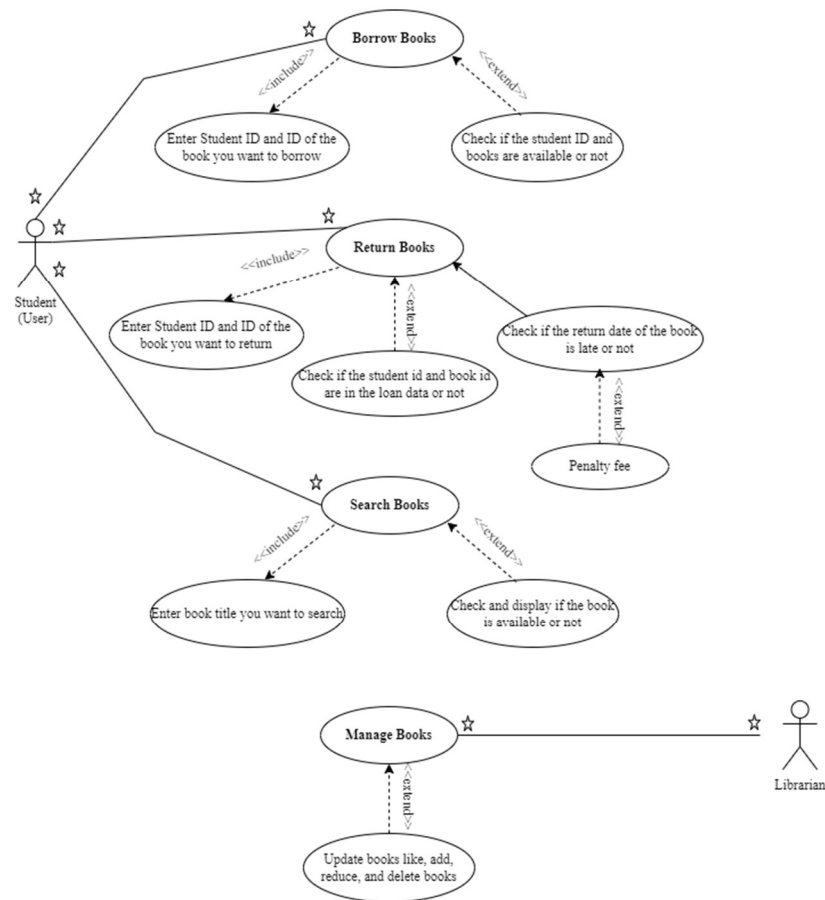 Borrow Books
<<include>>
<<extend>>
Enter Student ID and ID of the
book you want to borrow
Check if the student ID and
books are available or not
Student
(User)
Return Books
<<include>>
<<extend>>
Enter Student ID and ID of the
book you want to return
Check if the student id and book id
are in the loan data or not
Check if the return date of the book
is late or not
<<extend>>
Penalty fee
Search Books
<<include>>
<<extend>>
Enter book title you want to search
Check and display if the book
is available or not
Manage Books
Librarian
<<extend>>
Update books like, add,
reduce, and delete books